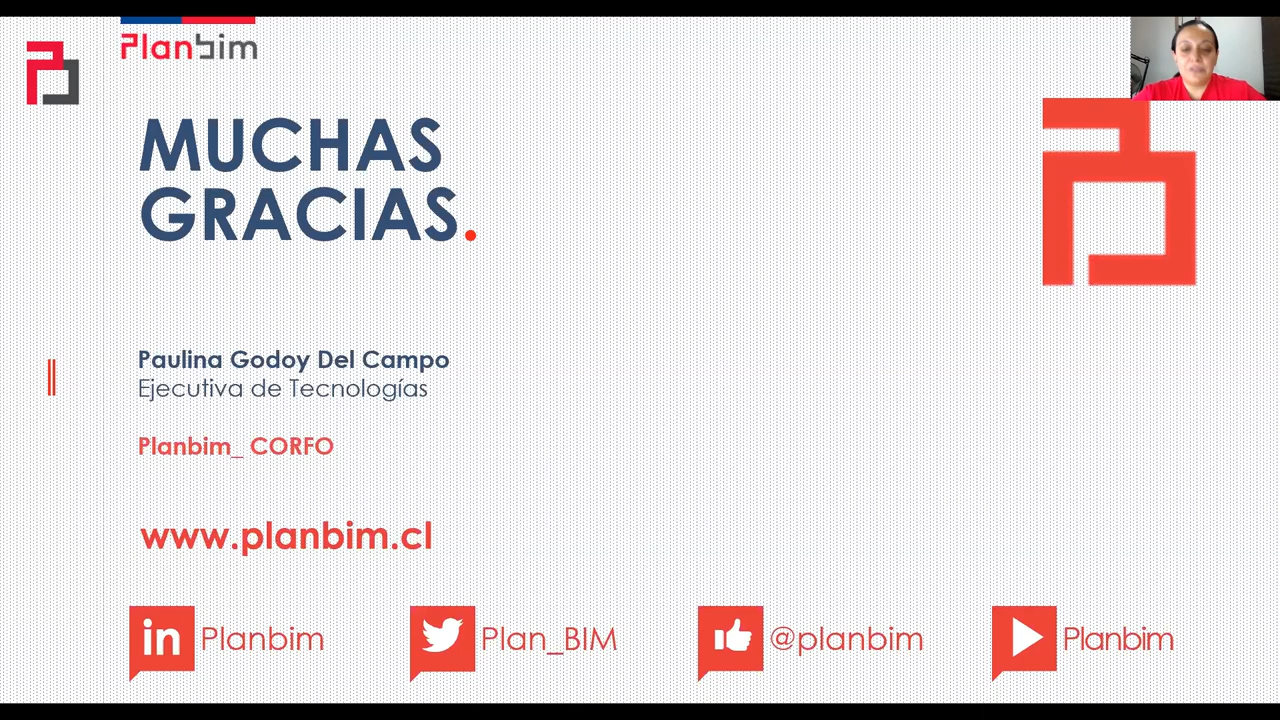 Planbim
MUCHAS
GRACIAS.
Paulina Godoy Del Campo
Ejecutiva de Tecnologías
Planbim_ CORFO
www.planbim.cl
in Planbim
Plan_BIM
@planbim
Planbim